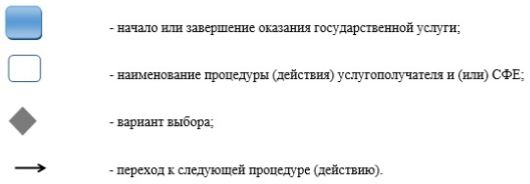 - начало или завершение оказания государственной услуги;
- наименование процедуры (действия) услугополучателя и (или) СФЕ;
- вариант выбора;
- переход к следующей процедуре (действию).